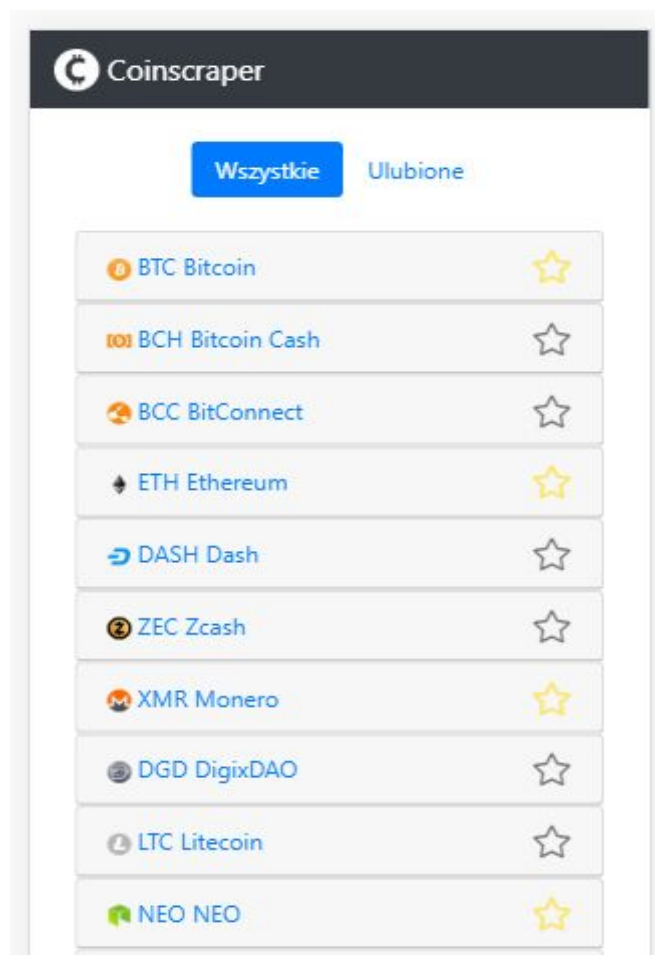 Coinscraper
Wszystkie Ulubione
BTC Bitcoin
BCH Bitcoin Cash
BCC BitConnect
ETH Ethereum
DASH Dash
ZEC Zcash
XMR Monero
DGD DigixDAO
LTC Litecoin
NEO NEO